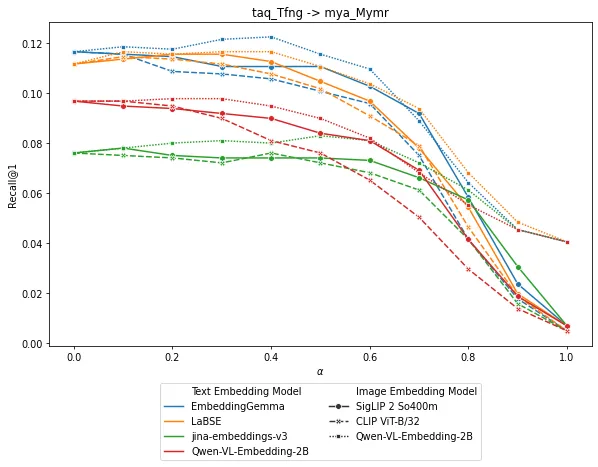 taq_Tfng -> mya_Mymr
0.12
0.10
0.08
0.06
0.04
0.02
0.00
Recall@1
0.0 0.2 0.4 0.6 0.8 1.0
α
Text Embedding Model Image Embedding Model
EmbeddingGemma SigLIP 2 So400m
LaBSE CLIP ViT-B/32
jina-embeddings-v3 Qwen-VL-Embedding-2B
Qwen-VL-Embedding-2B